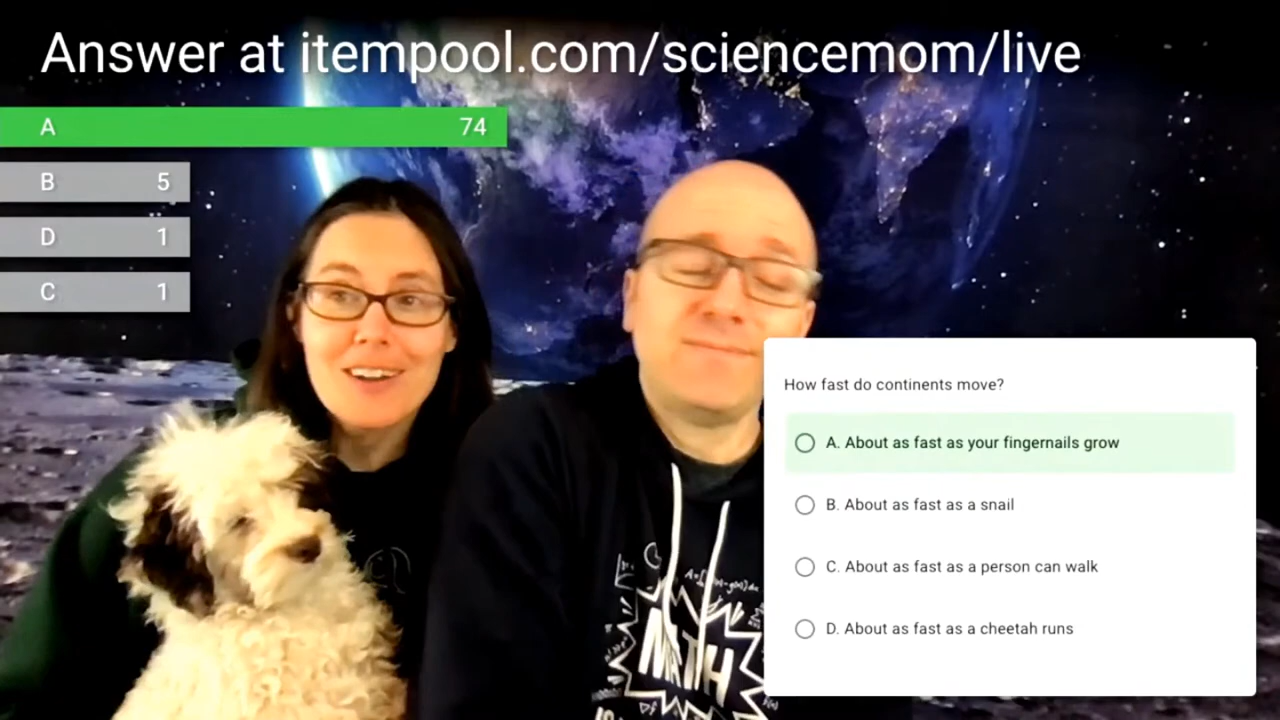 Answer at itempool.com/sciencemom/live
A 74
B 5
D 1
C 1
How fast do continents move?
A. About as fast as your fingernails grow
B. About as fast as a snail
C. About as fast as a person can walk
D. About as fast as a cheetah runs
MATH